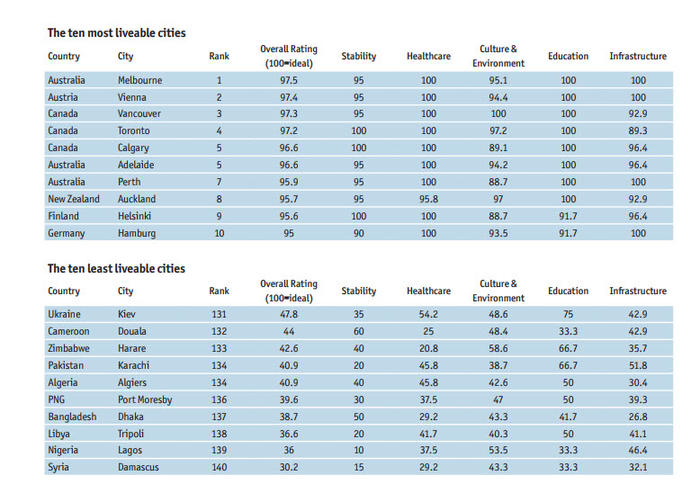 The ten most liveable cities
Country City Rank Overall Rating (100=ideal) Stability Healthcare Culture & Environment Education Infrastructure
Australia Melbourne 1 97.5 95 100 95.1 100 100
Austria Vienna 2 97.4 95 100 94.4 100 100
Canada Vancouver 3 97.3 95 100 100 100 92.9
Canada Toronto 4 97.2 100 100 97.2 100 89.3
Canada Calgary 5 96.6 100 100 89.1 100 96.4
Australia Adelaide 5 96.6 95 100 94.2 100 96.4
Australia Perth 7 95.9 95 100 88.7 100 100
New Zealand Auckland 8 95.7 95 95.8 97 100 92.9
Finland Helsinki 9 95.6 100 100 88.7 91.7 96.4
Germany Hamburg 10 95 90 100 93.5 91.7 100
The ten least liveable cities
Country City Rank Overall Rating (100=ideal) Stability Healthcare Culture & Environment Education Infrastructure
Ukraine Kiev 131 47.8 35 54.2 48.6 75 42.9
Cameroon Douala 132 44 60 25 48.4 33.3 42.9
Zimbabwe Harare 133 42.6 40 20.8 58.6 66.7 35.7
Pakistan Karachi 134 40.9 20 45.8 38.7 66.7 51.8
Algeria Algiers 134 40.9 40 45.8 42.6 50 30.4
PNG Port Moresby 136 39.6 30 37.5 47 50 39.3
Bangladesh Dhaka 137 38.7 50 29.2 43.3 41.7 26.8
Libya Tripoli 138 36.6 20 41.7 40.3 50 41.1
Nigeria Lagos 139 36 10 37.5 53.5 33.3 46.4
Syria Damascus 140 30.2 15 29.2 43.3 33.3 32.1